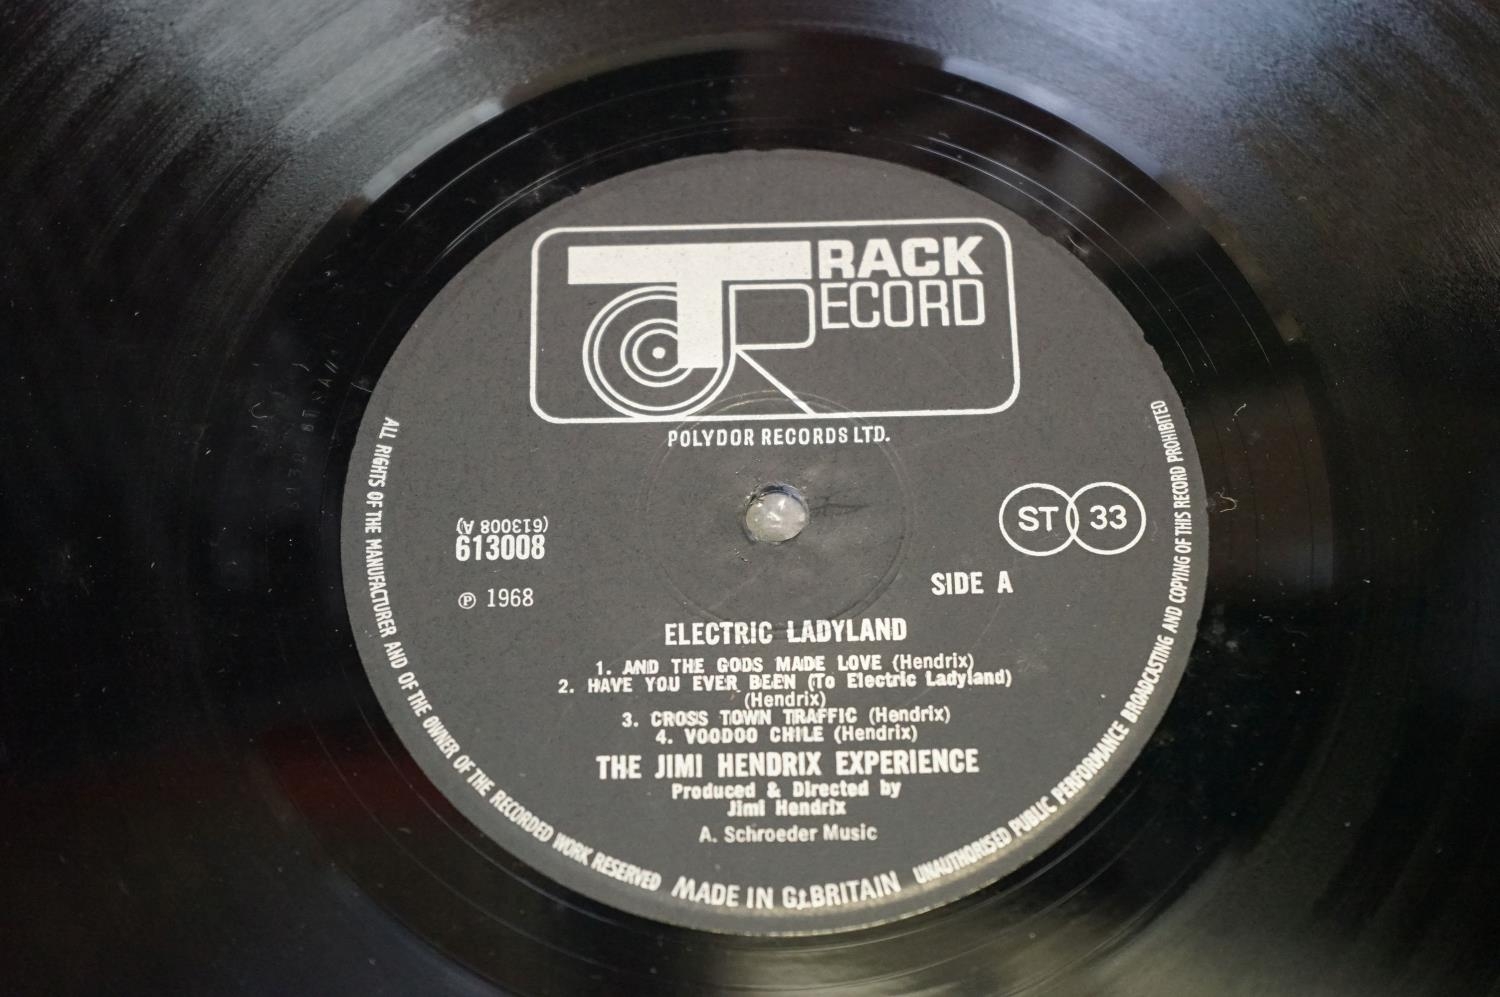 TRACK
RECORD
POLYDOR RECORDS LTD.
ST 33
(613008 A)
613008
℗ 1968
SIDE A
ELECTRIC LADYLAND
1. AND THE GODS MADE LOVE (Hendrix)
2. HAVE YOU EVER BEEN (To Electric Ladyland)
(Hendrix)
3. CROSS TOWN TRAFFIC (Hendrix)
4. VOODOO CHILE (Hendrix)
THE JIMI HENDRIX EXPERIENCE
Produced & Directed by
Jimi Hendrix
A. Schroeder Music
ALL RIGHTS OF THE MANUFACTURER AND OF THE OWNER OF THE RECORDED WORK RESERVED
MADE IN Gt. BRITAIN
UNAUTHORISED PUBLIC PERFORMANCE BROADCASTING AND COPYING OF THIS RECORD PROHIBITED